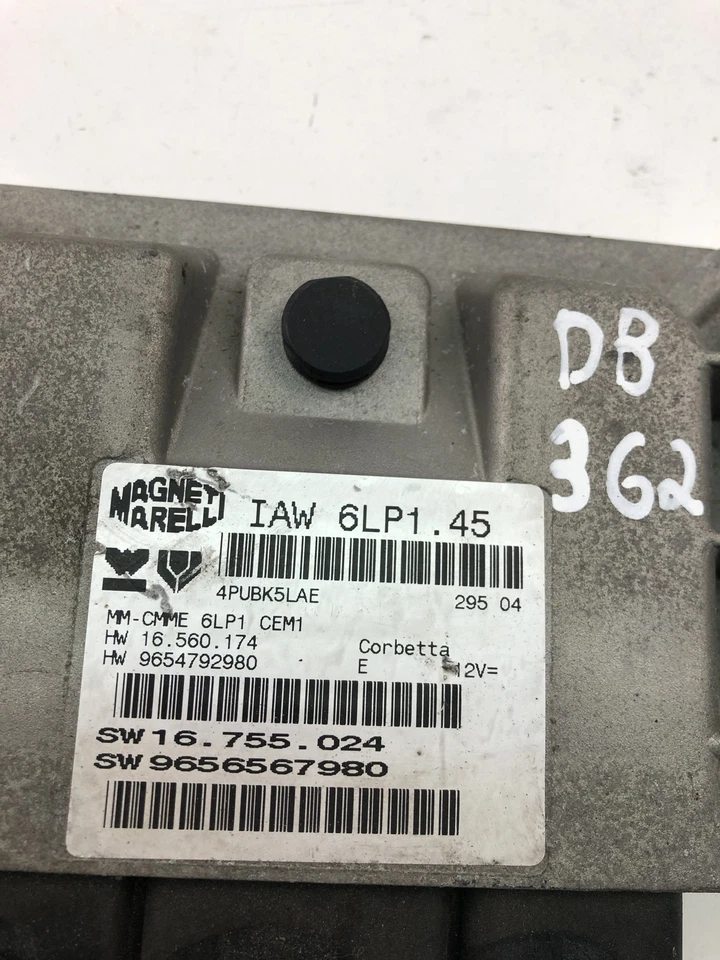 DB
362
MAGNETI
MARELLI
IAW 6LP1.45
4PUBK5LAE
295 04
MM-CMME 6LP1 CEM1
HW 16.560.174
Corbetta
HW 9654792980
E 12V=
SW 16.755.024
SW 9656567980